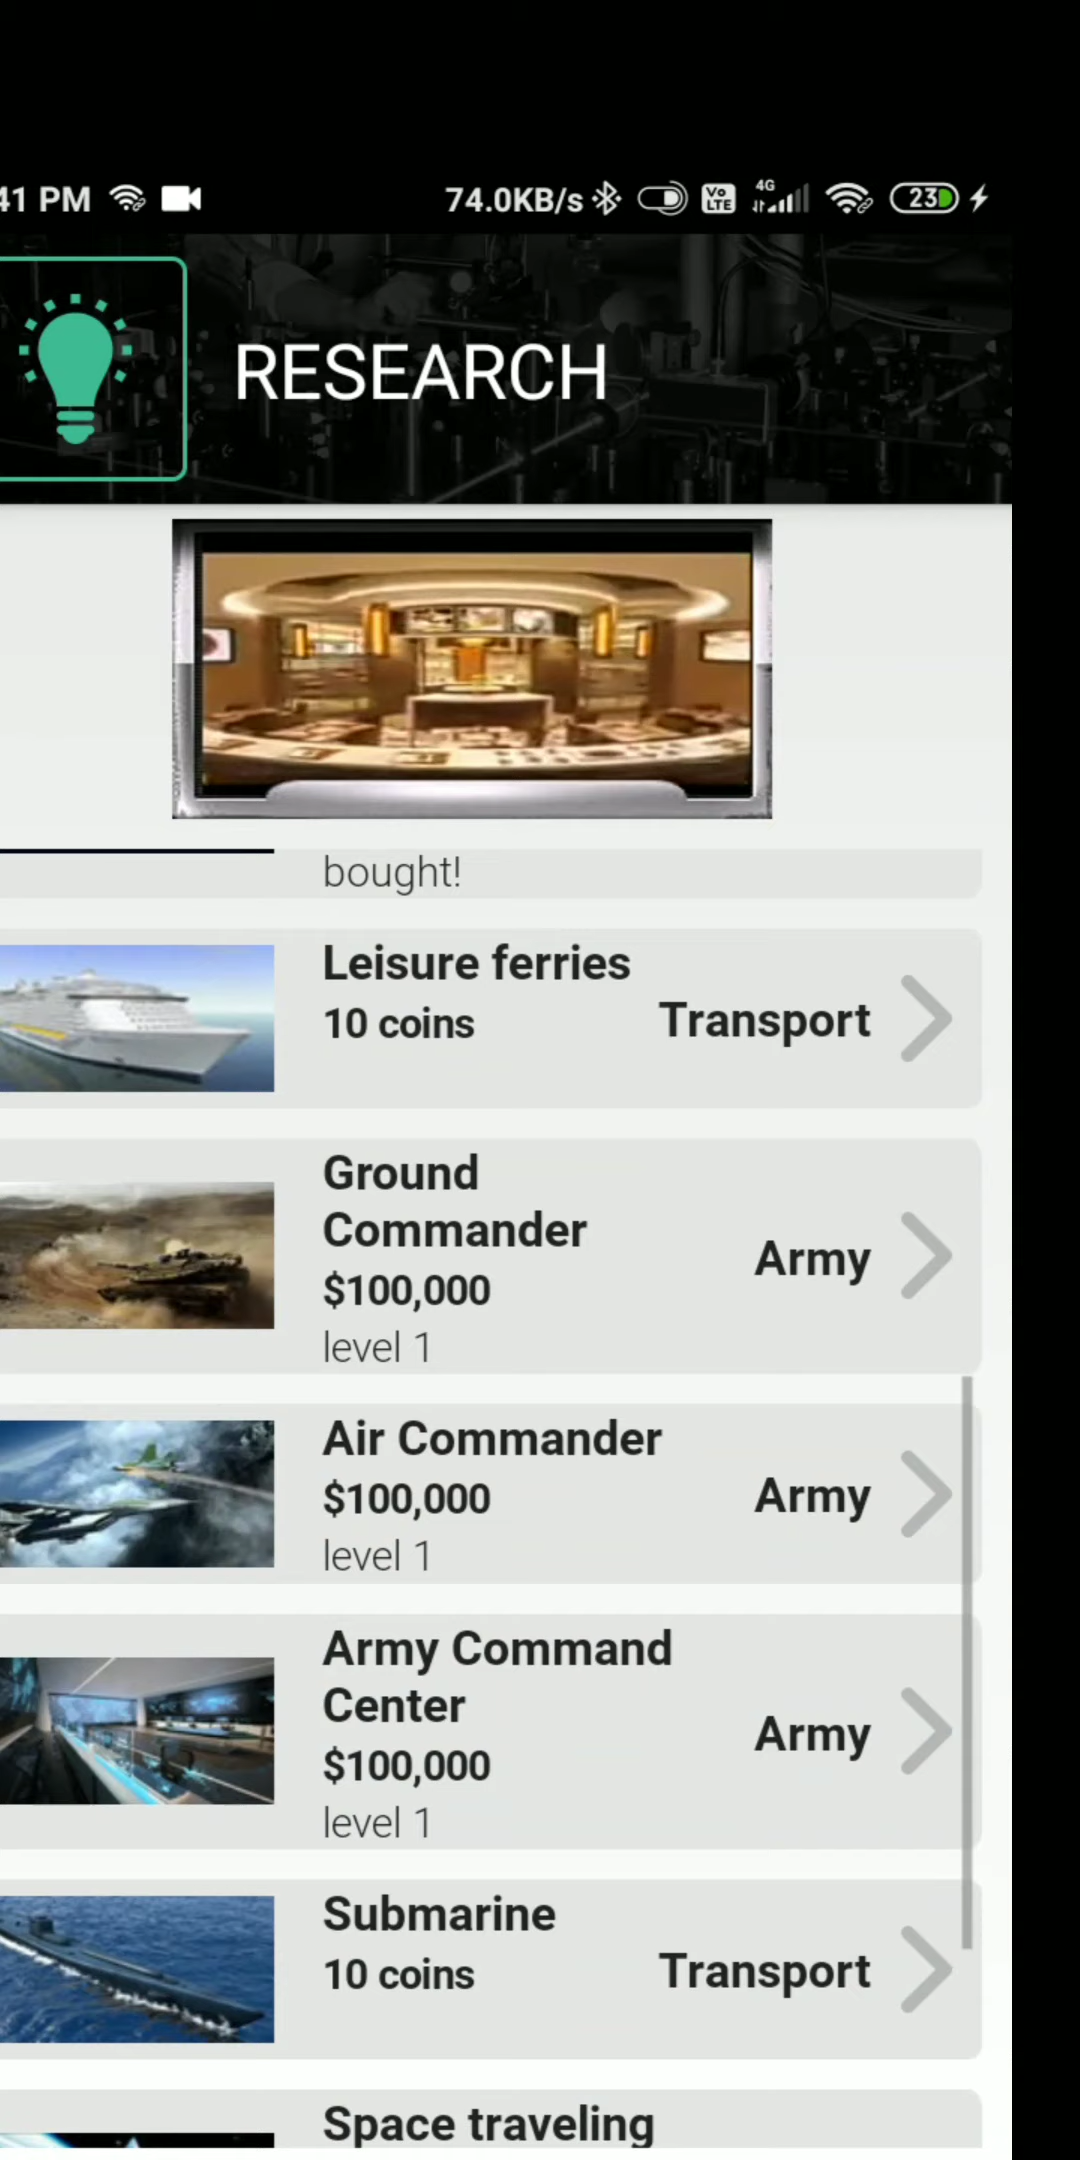 41 PM 74.0KB/s Vo LTE 4G 23
RESEARCH
bought!
Leisure ferries
10 coins Transport
Ground
Commander
$100,000 Army
level 1
Air Commander
$100,000 Army
level 1
Army Command
Center
$100,000 Army
level 1
Submarine
10 coins Transport
Space traveling